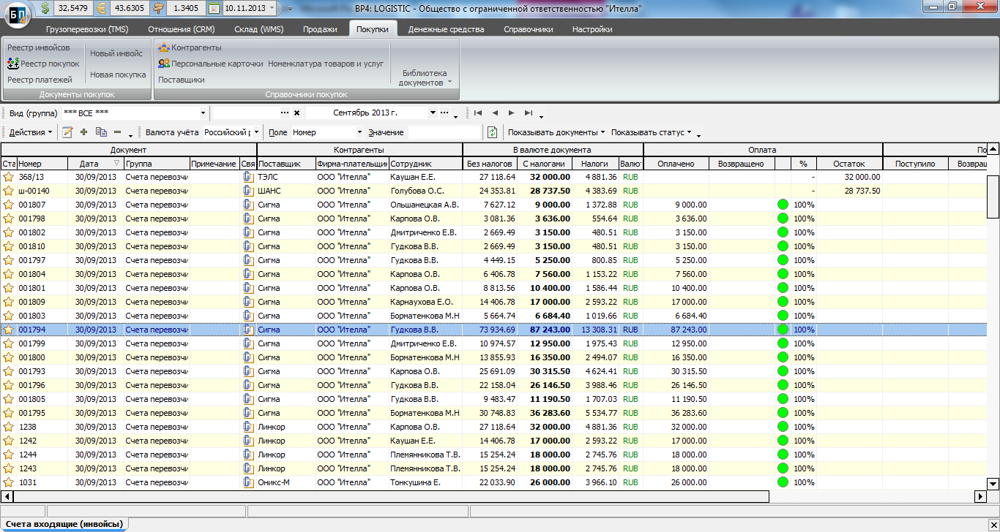 32.5479 43.6305 1.3405 10.11.2013 BP4: LOGISTIC - Общество с ограниченной ответственностью "Ителла"
БП
Грузоперевозки (TMS) Отношения (CRM) Склад (WMS) Продажи Покупки Денежные средства Справочники Настройки
Реестр инвойсов Новый инвойс Контрагенты
Реестр покупок Персональные карточки Номенклатура товаров и услуг
Реестр платежей Новая покупка Поставщики Библиотека документов
Документы покупок Справочники покупок
Вид (группа) *** ВСЕ *** Сентябрь 2013 г.
Действия Валюта учёта Российский р Поле Номер Значение Показывать документы Показывать статус
Документ Контрагенты В валюте документа Оплата По
Ста Номер Дата Группа Примечание Свя Поставщик Фирма-плательщик Сотрудник Без налогов С налогами Налоги Валют Оплачено Возвращено % Остаток Поступило Возвращ
368/13 30/09/2013 Счета перевозчи ТЭЛС ООО "Ителла" Каушан Е.Е. 27 118.64 32 000.00 4 881.36 RUB - 32 000.00
ш-00140 30/09/2013 Счета перевозчи ШАНС ООО "Ителла" Голубова О.С. 24 353.81 28 737.50 4 383.69 RUB - 28 737.50
001807 30/09/2013 Счета перевозчи Сигма ООО "Ителла" Ольшанецкая А.В. 7 627.12 9 000.00 1 372.88 RUB 9 000.00 100%
001798 30/09/2013 Счета перевозчи Сигма ООО "Ителла" Карпова О.В. 3 081.36 3 636.00 554.64 RUB 3 636.00 100%
001802 30/09/2013 Счета перевозчи Сигма ООО "Ителла" Дмитриченко Е.В. 2 669.49 3 150.00 480.51 RUB 3 150.00 100%
001810 30/09/2013 Счета перевозчи Сигма ООО "Ителла" Гудкова В.В. 2 669.49 3 150.00 480.51 RUB 3 150.00 100%
001797 30/09/2013 Счета перевозчи Сигма ООО "Ителла" Гудкова В.В. 4 449.15 5 250.00 800.85 RUB 5 250.00 100%
001804 30/09/2013 Счета перевозчи Сигма ООО "Ителла" Карпова О.В. 6 406.78 7 560.00 1 153.22 RUB 7 560.00 100%
001801 30/09/2013 Счета перевозчи Сигма ООО "Ителла" Карпова О.В. 8 813.56 10 400.00 1 586.44 RUB 10 400.00 100%
001809 30/09/2013 Счета перевозчи Сигма ООО "Ителла" Карнаухова Е.О. 14 406.78 17 000.00 2 593.22 RUB 17 000.00 100%
001803 30/09/2013 Счета перевозчи Сигма ООО "Ителла" Борматенкова М.Н 5 664.74 6 684.40 1 019.66 RUB 6 684.40 100%
001794 30/09/2013 Счета перевозчи Сигма ООО "Ителла" Гудкова В.В. 73 934.69 87 243.00 13 308.31 RUB 87 243.00 100%
001799 30/09/2013 Счета перевозчи Сигма ООО "Ителла" Дмитриченко Е.В. 10 974.57 12 950.00 1 975.43 RUB 12 950.00 100%
001800 30/09/2013 Счета перевозчи Сигма ООО "Ителла" Борматенкова М.Н 13 855.93 16 350.00 2 494.07 RUB 16 350.00 100%
001793 30/09/2013 Счета перевозчи Сигма ООО "Ителла" Карпова О.В. 25 691.09 30 315.50 4 624.41 RUB 30 315.50 100%
001796 30/09/2013 Счета перевозчи Сигма ООО "Ителла" Гудкова В.В. 22 158.04 26 146.50 3 988.46 RUB 26 146.50 100%
001805 30/09/2013 Счета перевозчи Сигма ООО "Ителла" Гудкова В.В. 9 483.47 11 190.50 1 707.03 RUB 11 190.50 100%
001795 30/09/2013 Счета перевозчи Сигма ООО "Ителла" Борматенкова М.Н 30 748.83 36 283.60 5 534.77 RUB 36 283.60 100%
1238 30/09/2013 Счета перевозчи Линкор ООО "Ителла" Карпова О.В. 27 118.64 32 000.00 4 881.36 RUB 32 000.00 100%
1242 30/09/2013 Счета перевозчи Линкор ООО "Ителла" Каушан Е.Е. 14 406.78 17 000.00 2 593.22 RUB 17 000.00 100%
1244 30/09/2013 Счета перевозчи Линкор ООО "Ителла" Племянникова Т.В. 15 254.24 18 000.00 2 745.76 RUB 18 000.00 100%
1243 30/09/2013 Счета перевозчи Линкор ООО "Ителла" Племянникова Т.В. 15 254.24 18 000.00 2 745.76 RUB 18 000.00 100%
1031 30/09/2013 Счета перевозчи Оникс-М ООО "Ителла" Тонкушина Е. 22 033.90 26 000.00 3 966.10 RUB 26 000.00 100%
Счета входящие (инвойсы)